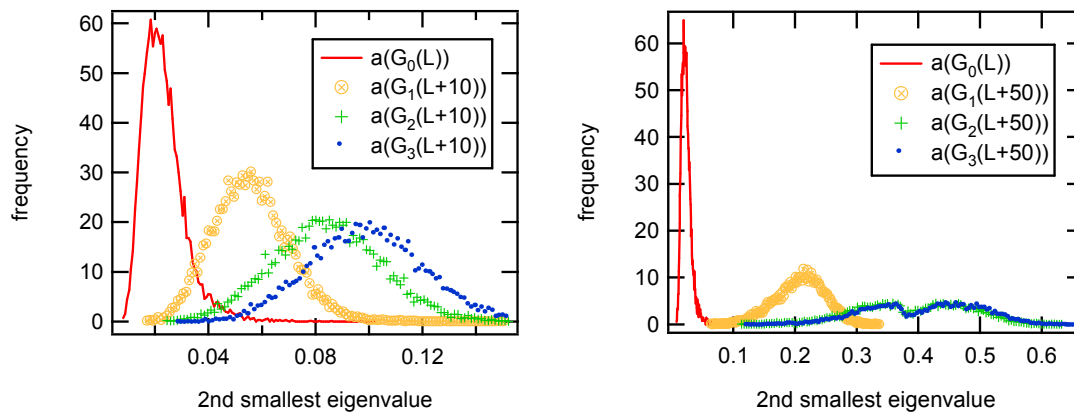 60
50
40
30
20
10
0
frequency
a(G0(L))
a(G1(L+10))
a(G2(L+10))
a(G3(L+10))
0.04 0.08 0.12
2nd smallest eigenvalue
60
50
40
30
20
10
0
frequency
a(G0(L))
a(G1(L+50))
a(G2(L+50))
a(G3(L+50))
0.1 0.2 0.3 0.4 0.5 0.6
2nd smallest eigenvalue